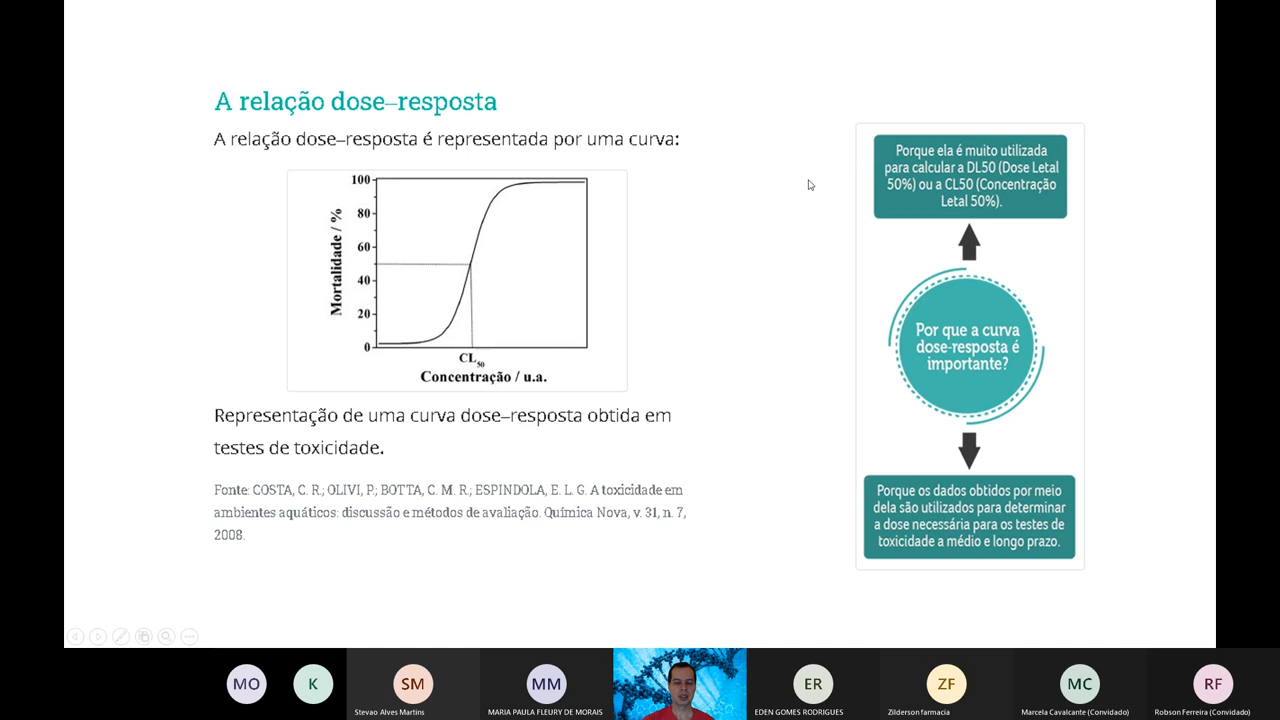 A relação dose–resposta
A relação dose–resposta é representada por uma curva:
100
80
60
40
20
0
Mortalidade / %
CL50
Concentração / u.a.
Representação de uma curva dose–resposta obtida em
testes de toxicidade.
Fonte: COSTA, C. R.; OLIVI, P.; BOTTA, C. M. R.; ESPINDOLA, E. L. G. A toxicidade em
ambientes aquáticos: discussão e métodos de avaliação. Química Nova, v. 31, n. 7,
2008.
Porque ela é muito utilizada
para calcular a DL50 (Dose Letal
50%) ou a CL50 (Concentração
Letal 50%).
Por que a curva
dose-resposta é
importante?
Porque os dados obtidos por meio
dela são utilizados para determinar
a dose necessária para os testes de
toxicidade a médio e longo prazo.
MO
K
SM
Stevao Alves Martins
MM
MARIA PAULA FLEURY DE MORAIS
ER
EDEN GOMES RODRIGUES
ZF
Zilderson farmacia
MC
Marcela Cavalcante (Convidado)
RF
Robson Ferreira (Convidado)